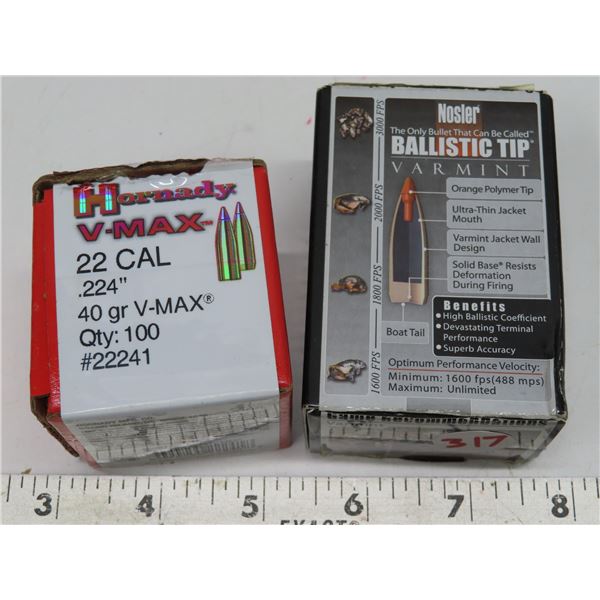 Hornady
V-MAX™
22 CAL
.224"
40 gr V-MAX®
Qty: 100
#22241
Nosler®
The Only Bullet That Can Be Called™
BALLISTIC TIP®
VARMINT
3000 FPS
2000 FPS
1800 FPS
1600 FPS
Orange Polymer Tip
Ultra-Thin Jacket
Mouth
Varmint Jacket Wall
Design
Solid Base® Resists
Deformation
During Firing
Boat Tail
Benefits
• High Ballistic Coefficient
• Devastating Terminal
Performance
• Superb Accuracy
Optimum Performance Velocity:
Minimum: 1600 fps(488 mps)
Maximum: Unlimited
317
3 4 5 6 7 8
EXACT